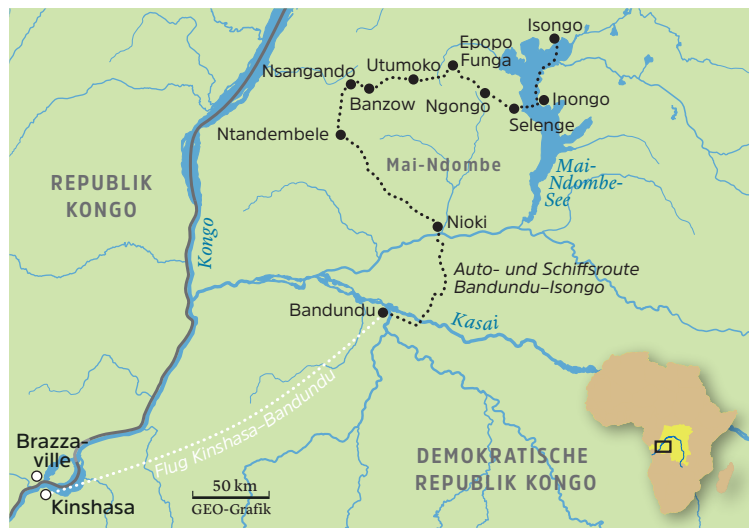 Isongo
Epopo
Funga
Utumoko
Nsangando
Banzow
Ngongo
Inongo
Selenge
Ntandembele
Mai-Ndombe
Mai-
Ndombe-
See
REPUBLIK
KONGO
Kongo
Nioki
Auto- und Schiffsroute
Bandundu–Isongo
Bandundu
Kasai
Flug Kinshasa–Bandundu
Brazza-
ville
Kinshasa
DEMOKRATISCHE
REPUBLIK KONGO
50 km
GEO-Grafik